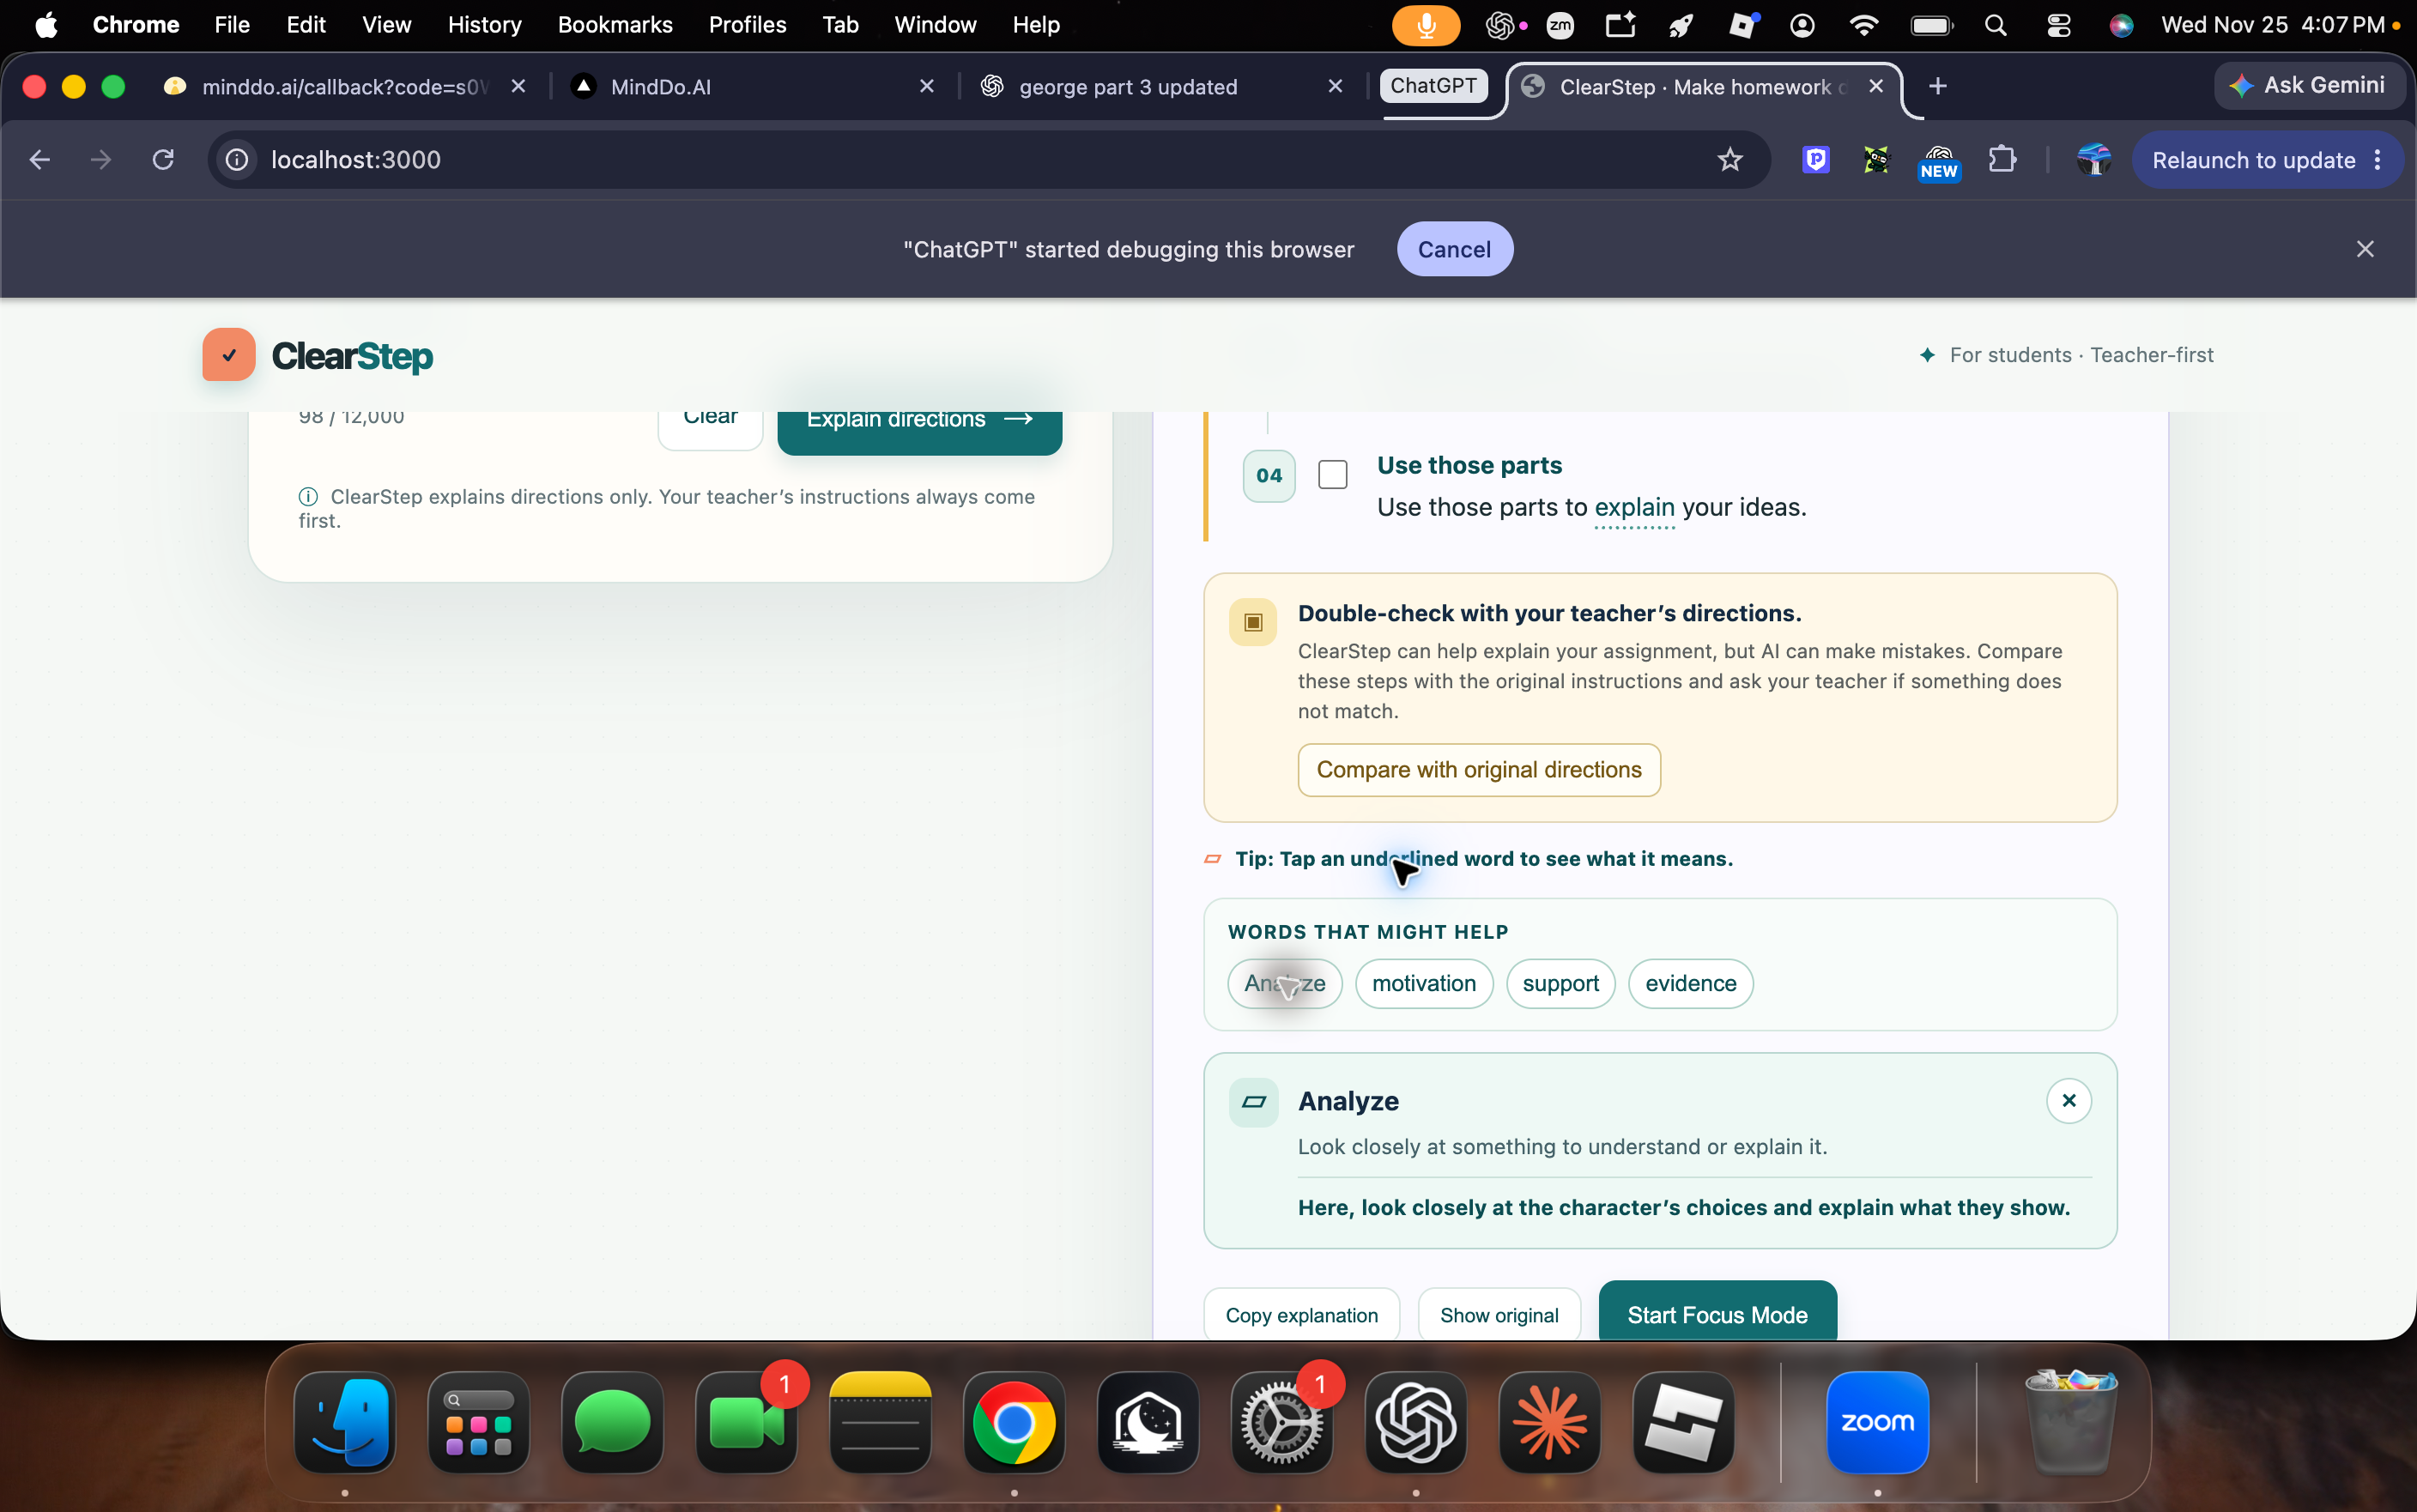 Chrome File Edit View History Bookmarks Profiles Tab Window Help zm Wed Nov 25 4:07 PM
minddo.ai/callback?code=s0 MindDo.AI george part 3 updated ChatGPT ClearStep · Make homework Ask Gemini
localhost:3000 NEW Relaunch to update
"ChatGPT" started debugging this browser Cancel
ClearStep For students · Teacher-first
98 / 12,000 Clear Explain directions →
ClearStep explains directions only. Your teacher's instructions always come
first.
04 Use those parts
Use those parts to explain your ideas.
Double-check with your teacher's directions.
ClearStep can help explain your assignment, but AI can make mistakes. Compare
these steps with the original instructions and ask your teacher if something does
not match.
Compare with original directions
Tip: Tap an underlined word to see what it means.
WORDS THAT MIGHT HELP
Analyze motivation support evidence
Analyze
Look closely at something to understand or explain it.
Here, look closely at the character's choices and explain what they show.
Copy explanation Show original Start Focus Mode
1 1 zoom